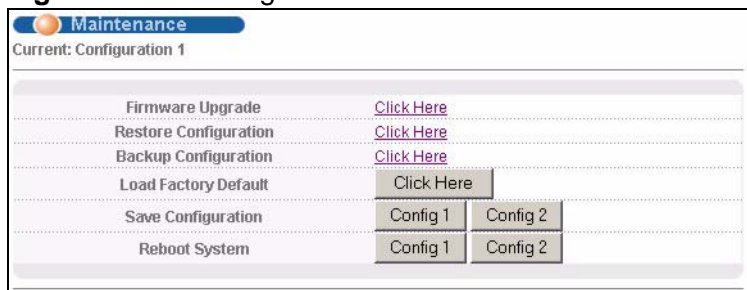 Maintenance
Current: Configuration 1
Firmware Upgrade Click Here
Restore Configuration Click Here
Backup Configuration Click Here
Load Factory Default Click Here
Save Configuration Config 1 Config 2
Reboot System Config 1 Config 2